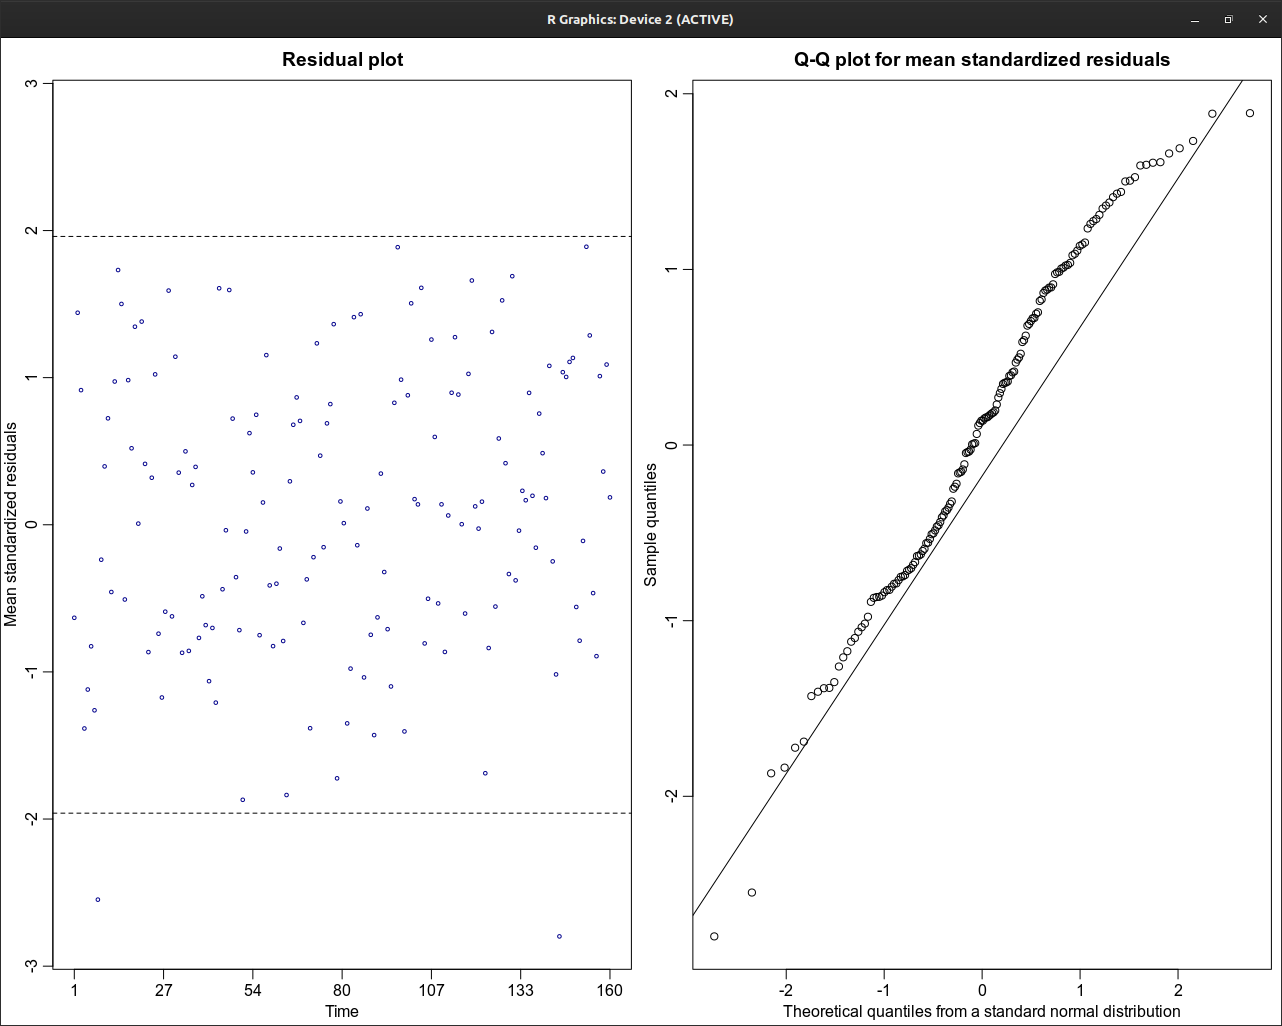 R Graphics: Device 2 (ACTIVE)
Residual plot
3
2
1
0
-1
-2
-3
Mean standardized residuals
1 27 54 80 107 133 160
Time
Q-Q plot for mean standardized residuals
2
1
0
-1
-2
Sample quantiles
-2 -1 0 1 2
Theoretical quantiles from a standard normal distribution